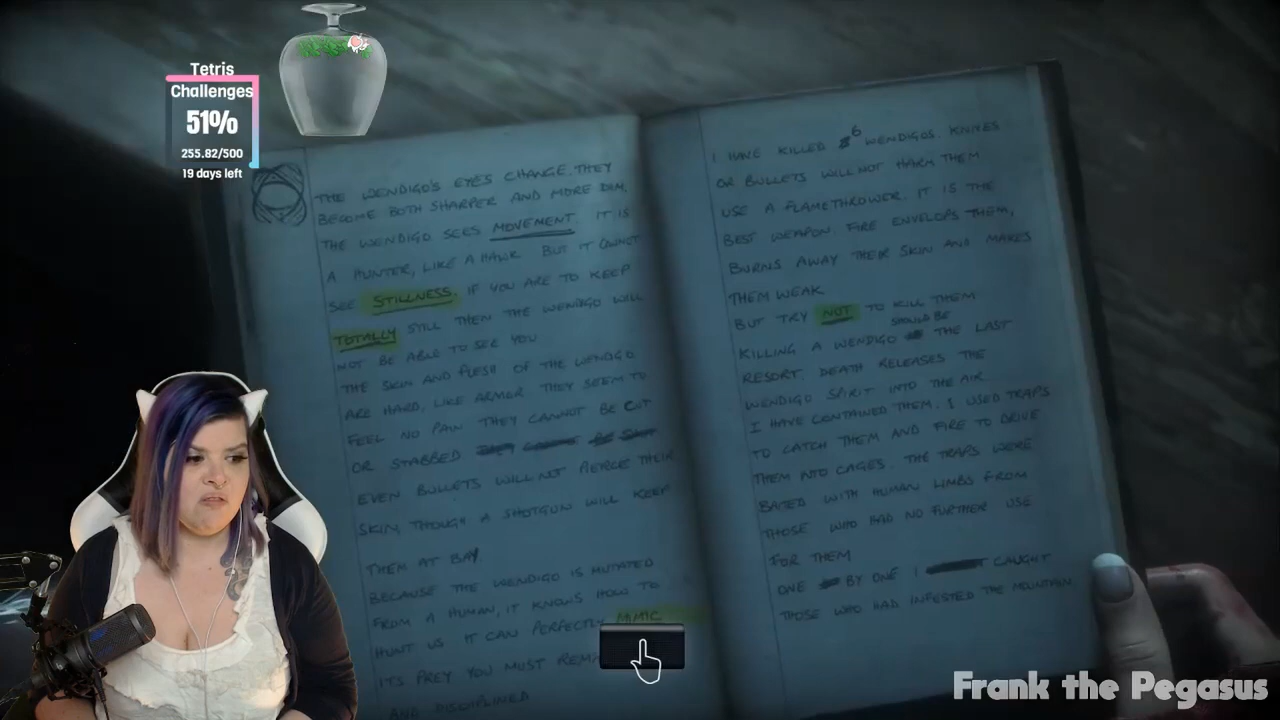 Tetris
Challenges
51%
255.82/500
19 days left
THE WENDIGO'S EYES CHANGE. THEY
BECOME BOTH SHARPER AND MORE DIM.
THE WENDIGO SEES MOVEMENT IT IS
A HUNTER, LIKE A HAWK BUT IT CANNOT
SEE STILLNESS. IF YOU ARE TO KEEP
TOTALLY STILL THEN THE WENDIGO WILL
NOT BE ABLE TO SEE YOU
THE SKIN AND FLESH OF THE WENDIGO
ARE HARD, LIKE ARMOR THEY SEEM TO
FEEL NO PAIN THEY CANNOT BE CUT
OR STABBED
EVEN BULLETS WILL NOT PIERCE THEIR
SKIN, THOUGH A SHOTGUN WILL KEEP
THEM AT BAY
BECAUSE THE WENDIGO IS MUTATED
FROM A HUMAN, IT KNOWS HOW TO
HUNT US IT CAN PERFECTLY MIMIC
ITS PREY YOU MUST
AND DISCIPLINED
I HAVE KILLED 6 WENDIGOS. KNIVES
OR BULLETS WILL NOT HARM THEM
USE A FLAMETHROWER. IT IS THE
BEST WEAPON. FIRE ENVELOPS THEM,
BURNS AWAY THEIR SKIN AND MAKES
THEM WEAK
BUT TRY NOT TO KILL THEM
KILLING A WENDIGO SHOULD BE THE LAST
RESORT. DEATH RELEASES THE
WENDIGO SPIRIT INTO THE AIR
I HAVE CONTAINED THEM. I USED TRAPS
TO CATCH THEM AND FIRE TO DRIVE
THEM INTO CAGES. THE TRAPS WERE
BAITED WITH HUMAN LIMBS FROM
THOSE WHO HAD NO FURTHER USE
FOR THEM
ONE BY ONE I CAUGHT
THOSE WHO HAD INFESTED THE MOUNTAIN
Frank the Pegasus